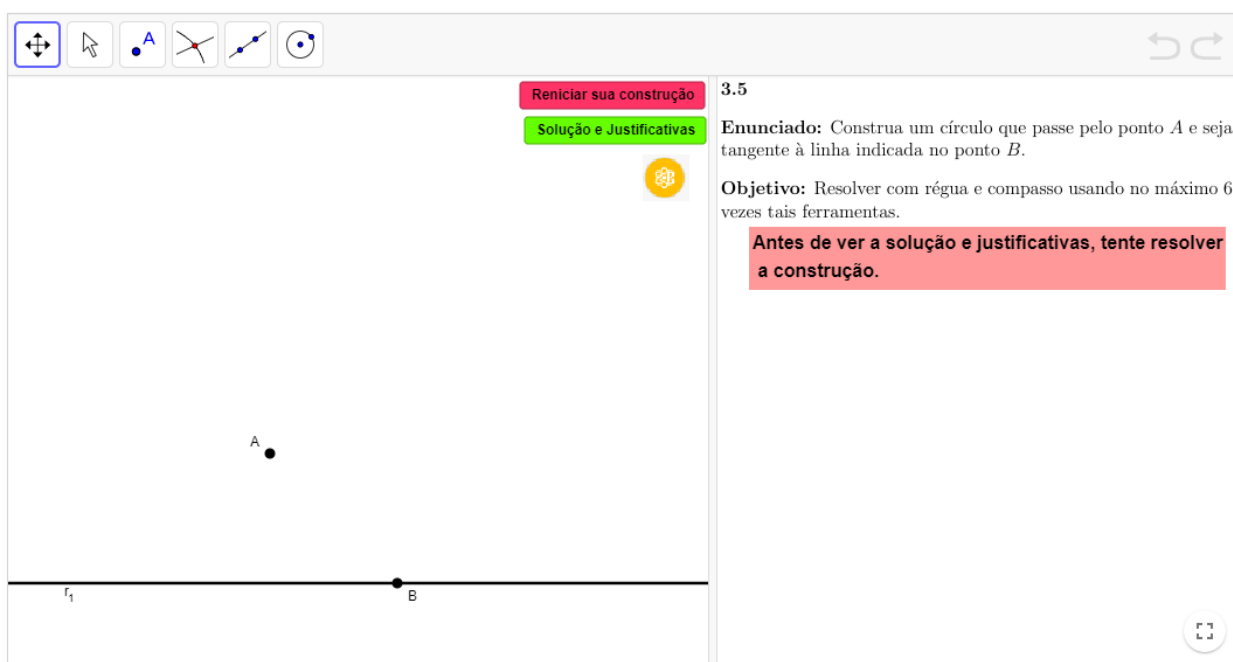 A
Reniciar sua construção
Solução e Justificativas
3.5
Enunciado: Construa um círculo que passe pelo ponto A e seja
tangente à linha indicada no ponto B.
Objetivo: Resolver com régua e compasso usando no máximo 6
vezes tais ferramentas.
Antes de ver a solução e justificativas, tente resolver
a construção.
A
r₁
B